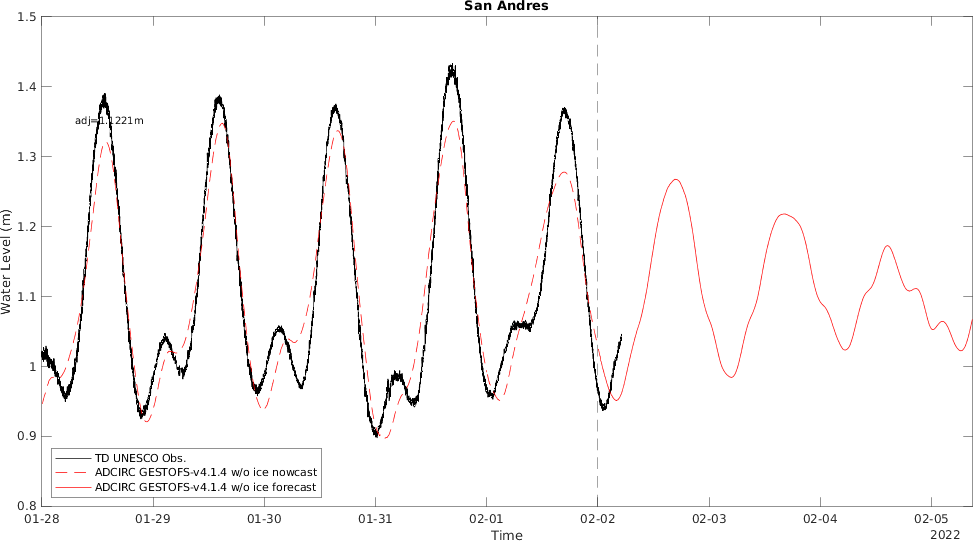 San Andres
1.5
1.4
adj=1.1221m
1.3
1.2
Water Level (m)
1.1
1
0.9
TD UNESCO Obs.
ADCIRC GESTOFS-v4.1.4 w/o ice nowcast
ADCIRC GESTOFS-v4.1.4 w/o ice forecast
0.8
01-28 01-29 01-30 01-31 02-01 02-02 02-03 02-04 02-05
Time 2022